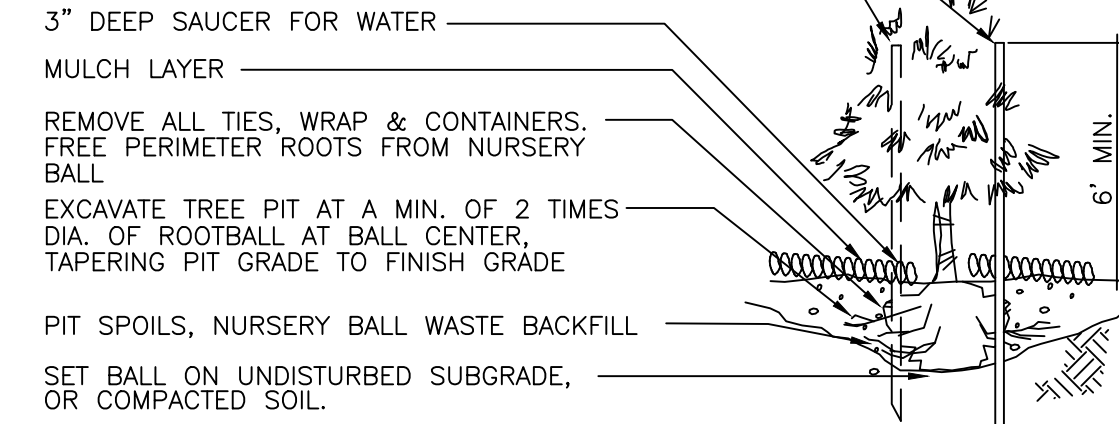 3” DEEP SAUCER FOR WATER
MULCH LAYER
REMOVE ALL TIES, WRAP & CONTAINERS.
FREE PERIMETER ROOTS FROM NURSERY
BALL
EXCAVATE TREE PIT AT A MIN. OF 2 TIMES
DIA. OF ROOTBALL AT BALL CENTER,
TAPERING PIT GRADE TO FINISH GRADE
PIT SPOILS, NURSERY BALL WASTE BACKFILL
SET BALL ON UNDISTURBED SUBGRADE,
OR COMPACTED SOIL.
6’ MIN.